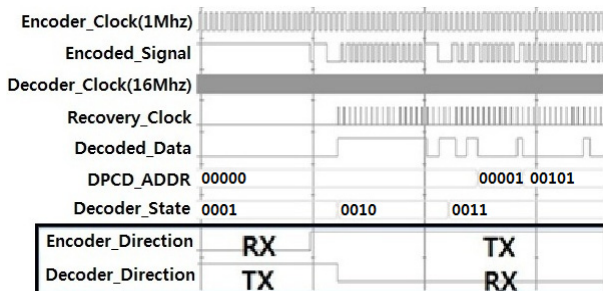 Encoder_Clock(1Mhz)
Encoded_Signal
Decoder_Clock(16Mhz)
Recovery_Clock
Decoded_Data
DPCD_ADDR 00000 00001 00101
Decoder_State 0001 0010 0011
Encoder_Direction RX TX
Decoder_Direction TX RX